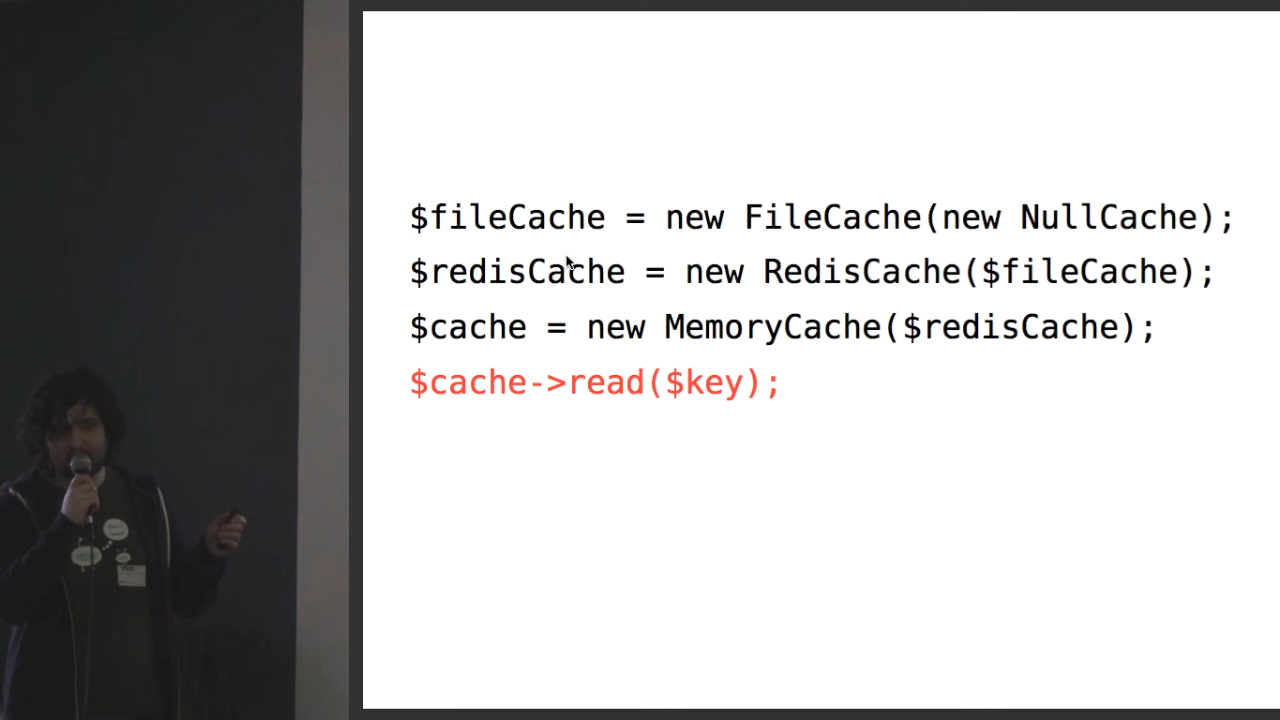 $fileCache = new FileCache(new NullCache);
$redisCache = new RedisCache($fileCache);
$cache = new MemoryCache($redisCache);
$cache->read($key);